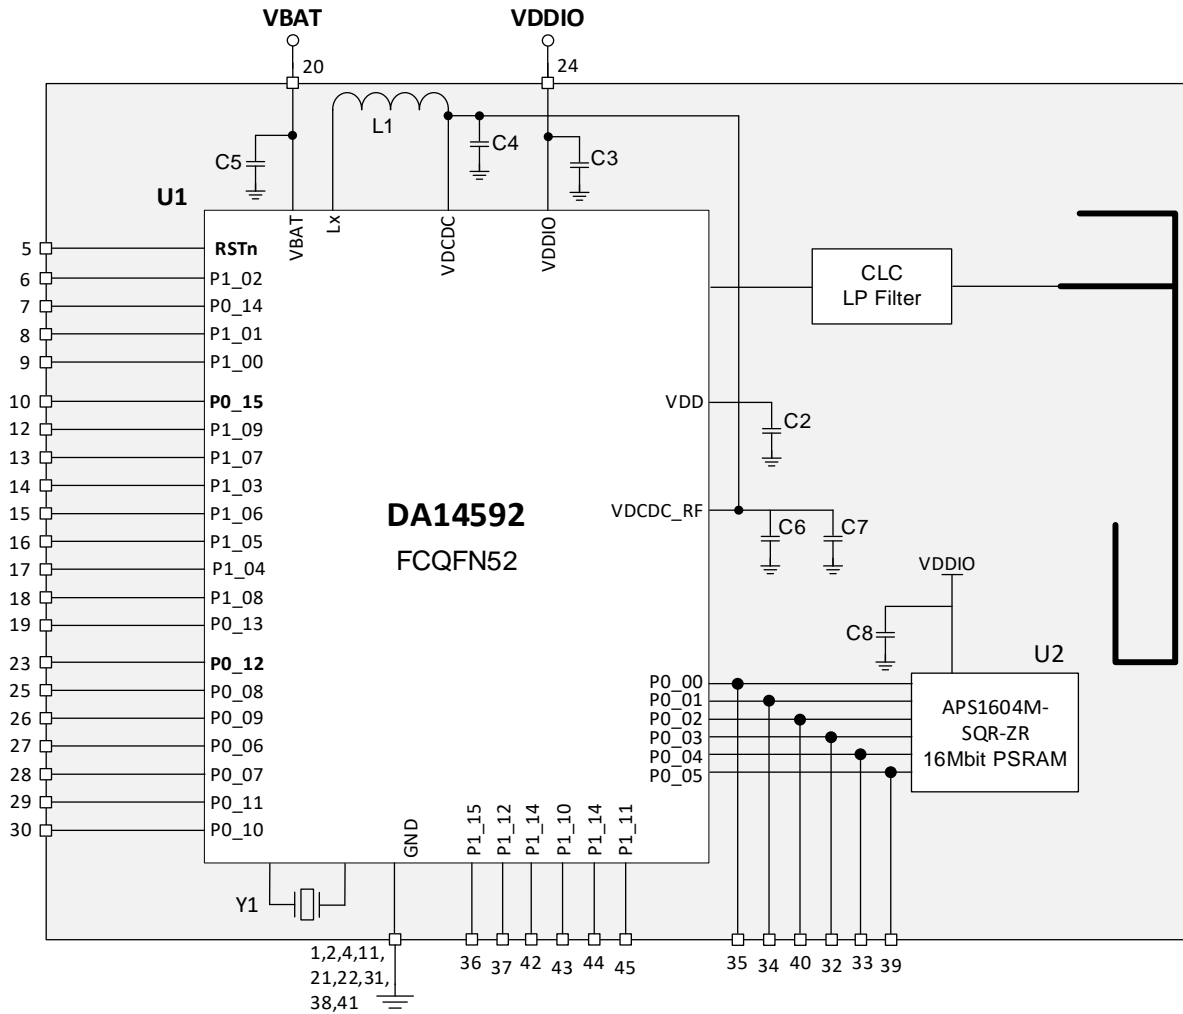 VBAT
VDDIO
20
24
L1
C4
C5
C3
U1
VBAT
Lx
VDCDC
VDDIO
5
RSTn
6
P1_02
7
P0_14
8
P1_01
9
P1_00
10
P0_15
12
P1_09
13
P1_07
14
P1_03
15
P1_06
16
P1_05
17
P1_04
18
P1_08
19
P0_13
23
P0_12
25
P0_08
26
P0_09
27
P0_06
28
P0_07
29
P0_11
30
P0_10
DA14592
FCQFN52
CLC
LP Filter
VDD
C2
VDCDC_RF
C6
C7
VDDIO
C8
U2
P0_00
P0_01
P0_02
P0_03
P0_04
P0_05
APS1604M-
SQR-ZR
16Mbit PSRAM
GND
P1_15
P1_12
P1_14
P1_10
P1_14
P1_11
Y1
1,2,4,11,
21,22,31,
38,41
36
37
42
43
44
45
35
34
40
32
33
39